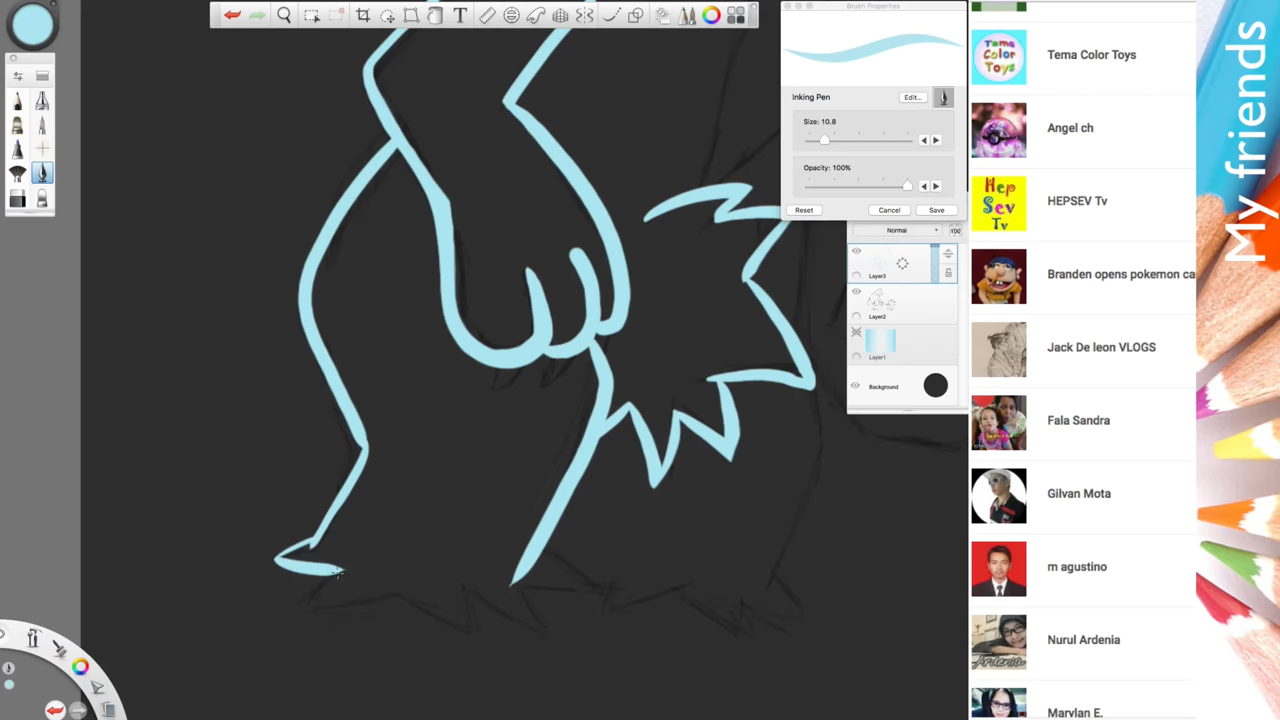 Brush Properties
Inking Pen
Edit...
Size: 10.8
Opacity: 100%
Reset
Cancel
Save
Normal
100
Layer3
Layer2
Layer1
Background
Tema Color Toys
Tema Color Toys
Angel ch
Hep Sev Tv
HEPSEV Tv
Branden opens pokemon ca
Jack De leon VLOGS
Fala Sandra
Gilvan Mota
m agustino
Nurul Ardenia
Ardenia
Marylan E.
My friends